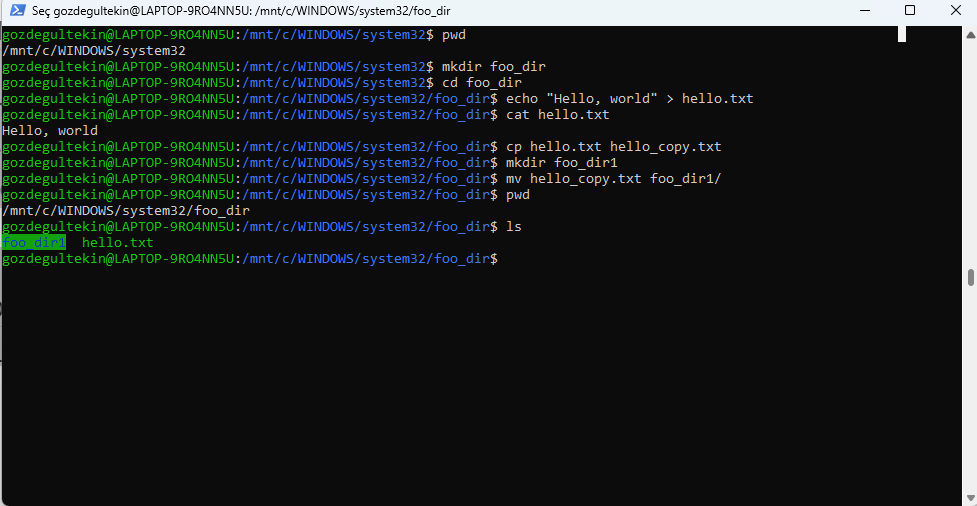 Seç gozdegultekin@LAPTOP-9RO4NN5U: /mnt/c/WINDOWS/system32/foo_dir
gozdegultekin@LAPTOP-9RO4NN5U:/mnt/c/WINDOWS/system32$ pwd
/mnt/c/WINDOWS/system32
gozdegultekin@LAPTOP-9RO4NN5U:/mnt/c/WINDOWS/system32$ mkdir foo_dir
gozdegultekin@LAPTOP-9RO4NN5U:/mnt/c/WINDOWS/system32$ cd foo_dir
gozdegultekin@LAPTOP-9RO4NN5U:/mnt/c/WINDOWS/system32/foo_dir$ echo "Hello, world" > hello.txt
gozdegultekin@LAPTOP-9RO4NN5U:/mnt/c/WINDOWS/system32/foo_dir$ cat hello.txt
Hello, world
gozdegultekin@LAPTOP-9RO4NN5U:/mnt/c/WINDOWS/system32/foo_dir$ cp hello.txt hello_copy.txt
gozdegultekin@LAPTOP-9RO4NN5U:/mnt/c/WINDOWS/system32/foo_dir$ mkdir foo_dir1
gozdegultekin@LAPTOP-9RO4NN5U:/mnt/c/WINDOWS/system32/foo_dir$ mv hello_copy.txt foo_dir1/
gozdegultekin@LAPTOP-9RO4NN5U:/mnt/c/WINDOWS/system32/foo_dir$ pwd
/mnt/c/WINDOWS/system32/foo_dir
gozdegultekin@LAPTOP-9RO4NN5U:/mnt/c/WINDOWS/system32/foo_dir$ ls
foo_dir1  hello.txt
gozdegultekin@LAPTOP-9RO4NN5U:/mnt/c/WINDOWS/system32/foo_dir$